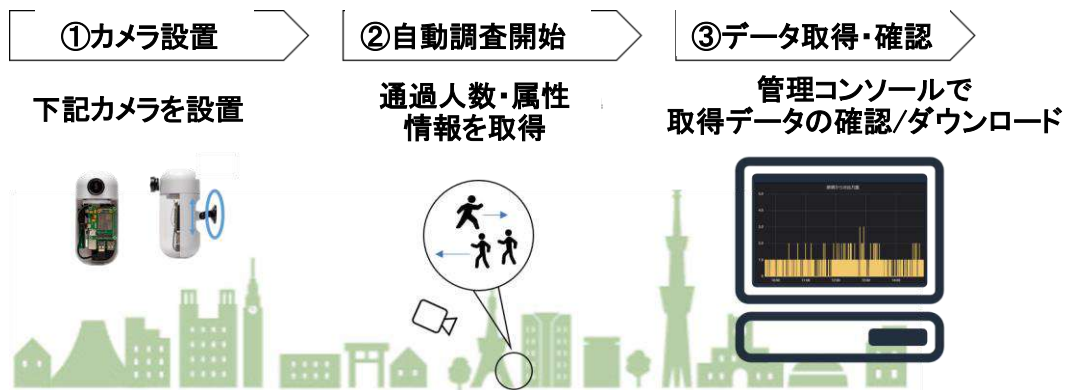 ①カメラ設置
②自動調査開始
③データ取得・確認
下記カメラを設置
通過人数・属性
情報を取得
管理コンソールで
取得データの確認/ダウンロード